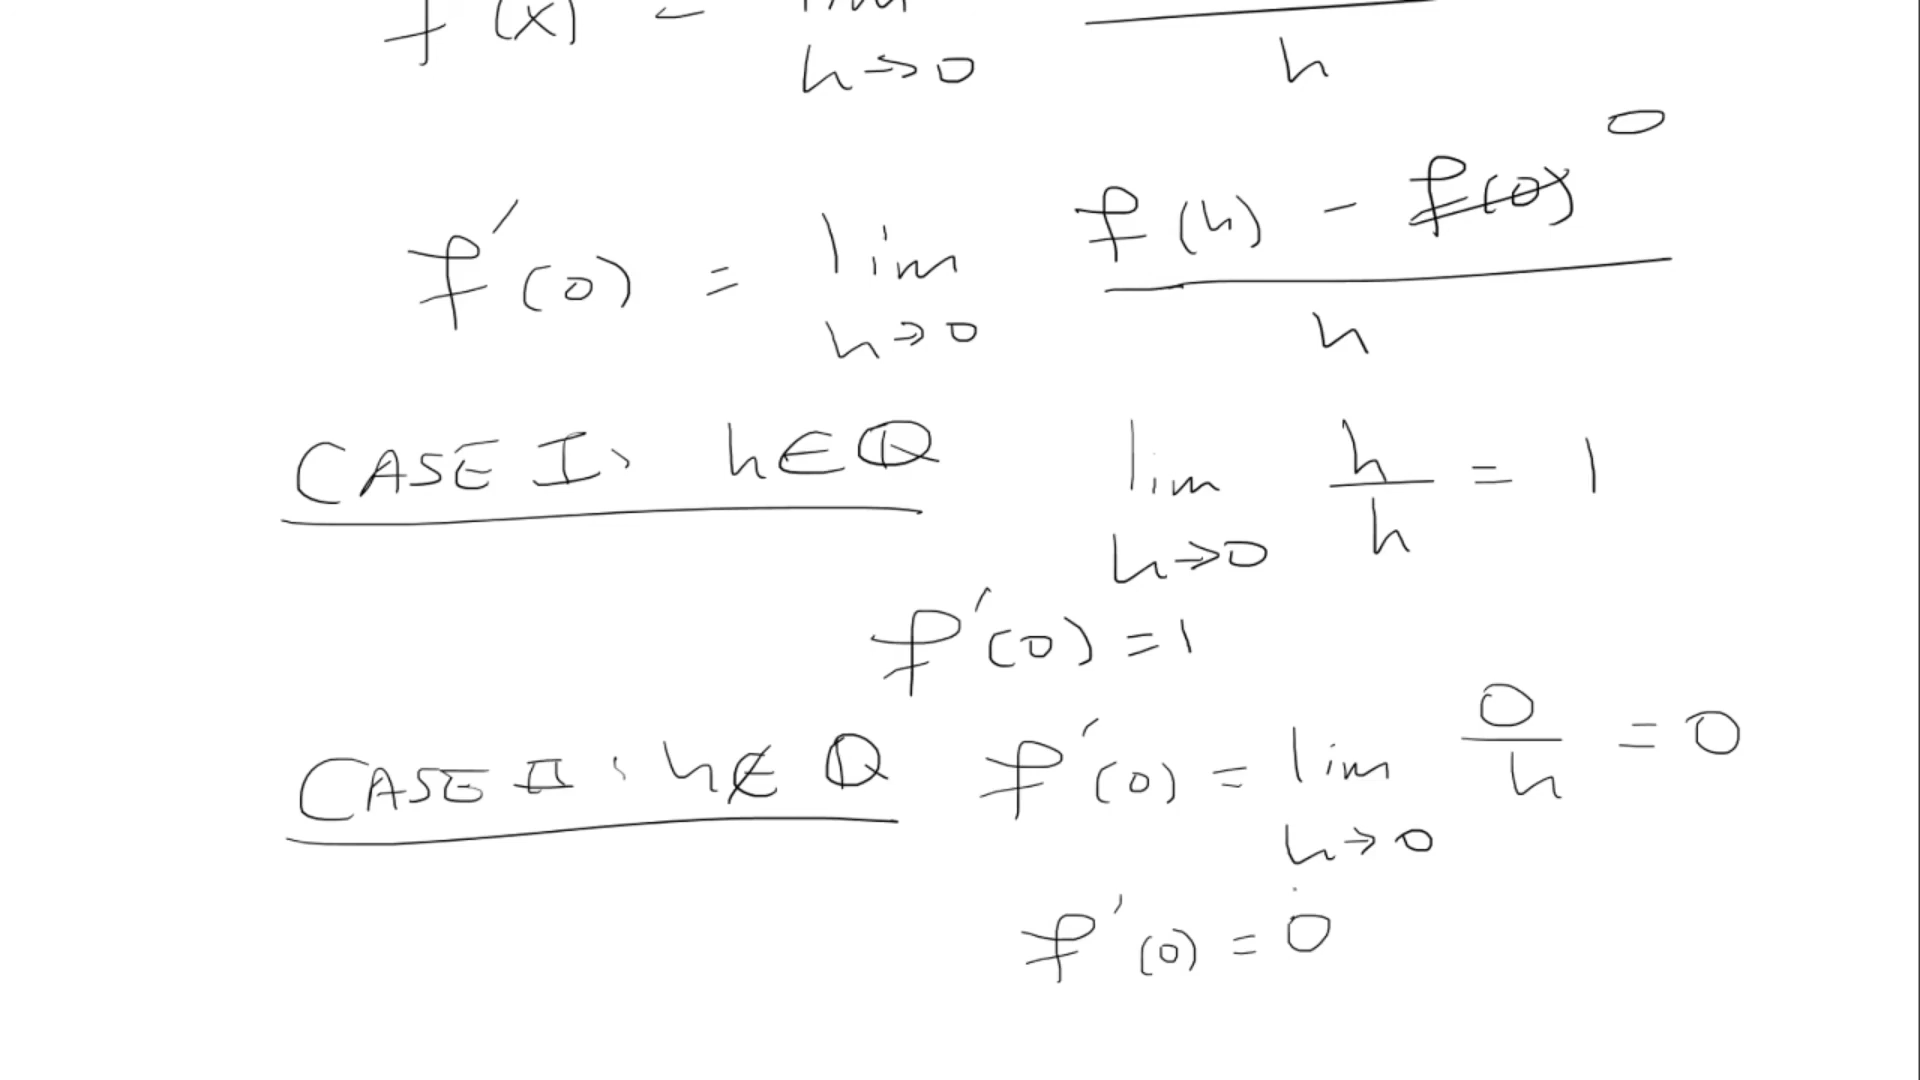 f (x) = lim ———
h→0 h
f'(0) = lim f(h) - f(0) 0
h→0 h
CASE I: h∈Q lim h/h = 1
h→0
f'(0) = 1
CASE II: h∉Q f'(0) = lim 0/h = 0
h→0
f'(0) = 0